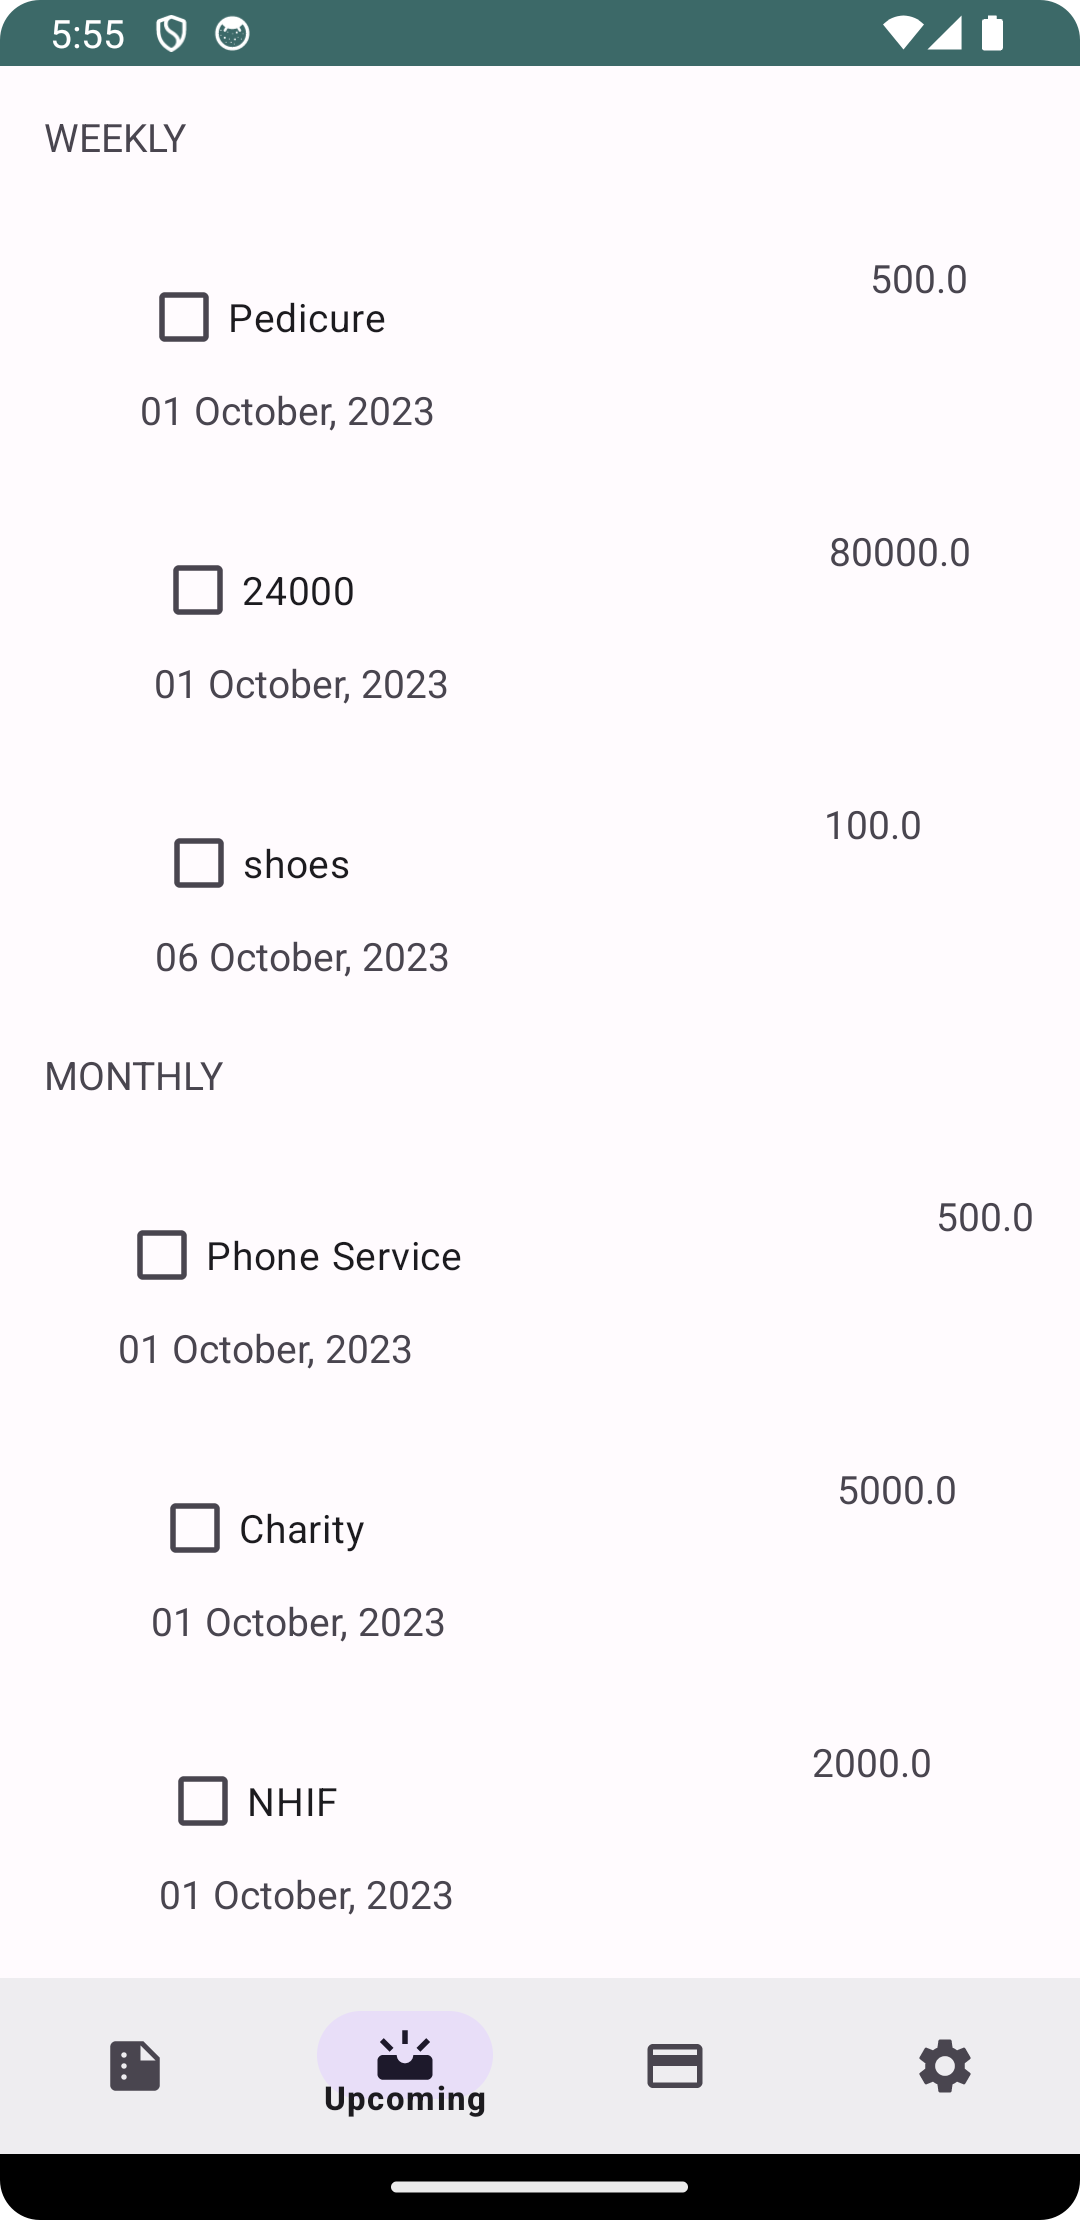 5:55
WEEKLY
500.0
Pedicure
01 October, 2023
80000.0
24000
01 October, 2023
100.0
shoes
06 October, 2023
MONTHLY
500.0
Phone Service
01 October, 2023
5000.0
Charity
01 October, 2023
2000.0
NHIF
01 October, 2023
Upcoming